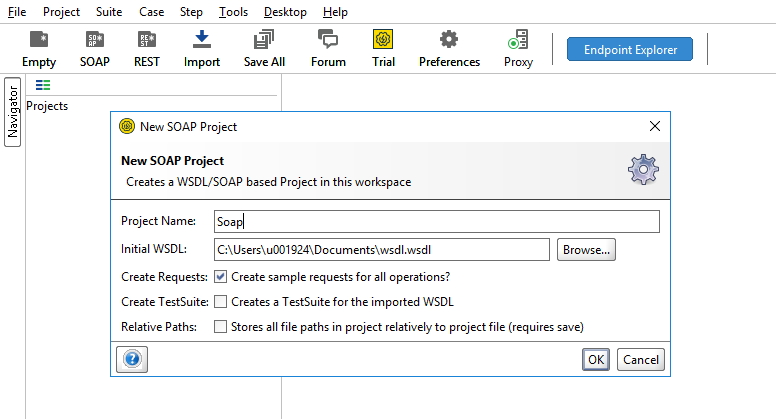 File Project Suite Case Step Tools Desktop Help
Empty SOAP REST Import Save All Forum Trial Preferences Proxy Endpoint Explorer
Navigator
Projects
New SOAP Project
New SOAP Project
Creates a WSDL/SOAP based Project in this workspace
Project Name: Soap
Initial WSDL: C:\Users\u001924\Documents\wsdl.wsdl Browse...
Create Requests: Create sample requests for all operations?
Create TestSuite: Creates a TestSuite for the imported WSDL
Relative Paths: Stores all file paths in project relatively to project file (requires save)
? OK Cancel